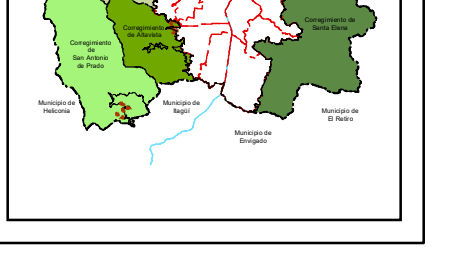 Corregimiento de
Santa Elena
Corregimiento
de Altavista
Corregimiento
de
San Antonio
de Prado
Municipio de
Heliconia
Municipio de
Itagüí
Municipio de
El Retiro
Municipio de
Envigado